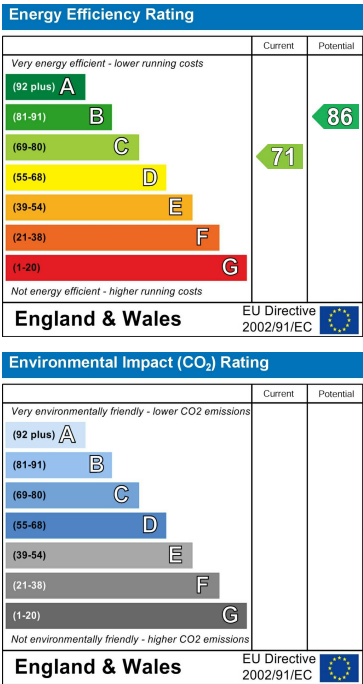 Energy Efficiency Rating
Current Potential
Very energy efficient - lower running costs
(92 plus) A
(81-91) B
(69-80) C
(55-68) D
(39-54) E
(21-38) F
(1-20) G
71
86
Not energy efficient - higher running costs
England & Wales
EU Directive
2002/91/EC
Environmental Impact (CO₂) Rating
Current Potential
Very environmentally friendly - lower CO2 emissions
(92 plus) A
(81-91) B
(69-80) C
(55-68) D
(39-54) E
(21-38) F
(1-20) G
Not environmentally friendly - higher CO2 emissions
England & Wales
EU Directive
2002/91/EC